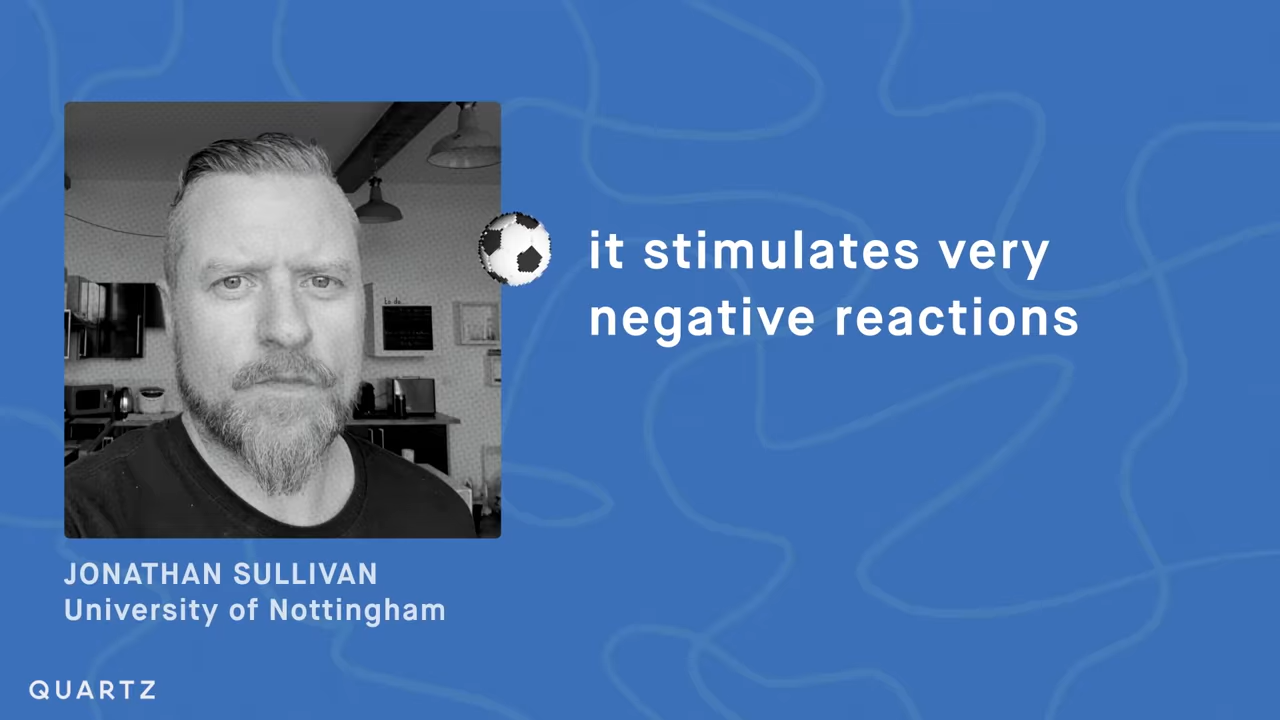 it stimulates very
negative reactions
JONATHAN SULLIVAN
University of Nottingham
QUARTZ